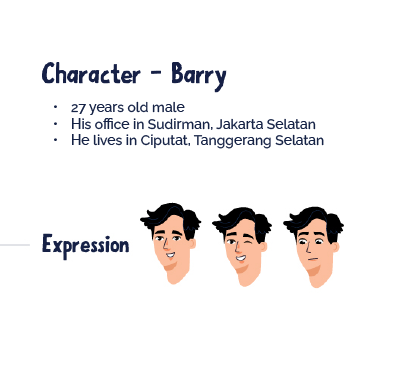 Character - Barry
• 27 years old male
• His office in Sudirman, Jakarta Selatan
• He lives in Ciputat, Tanggerang Selatan
Expression